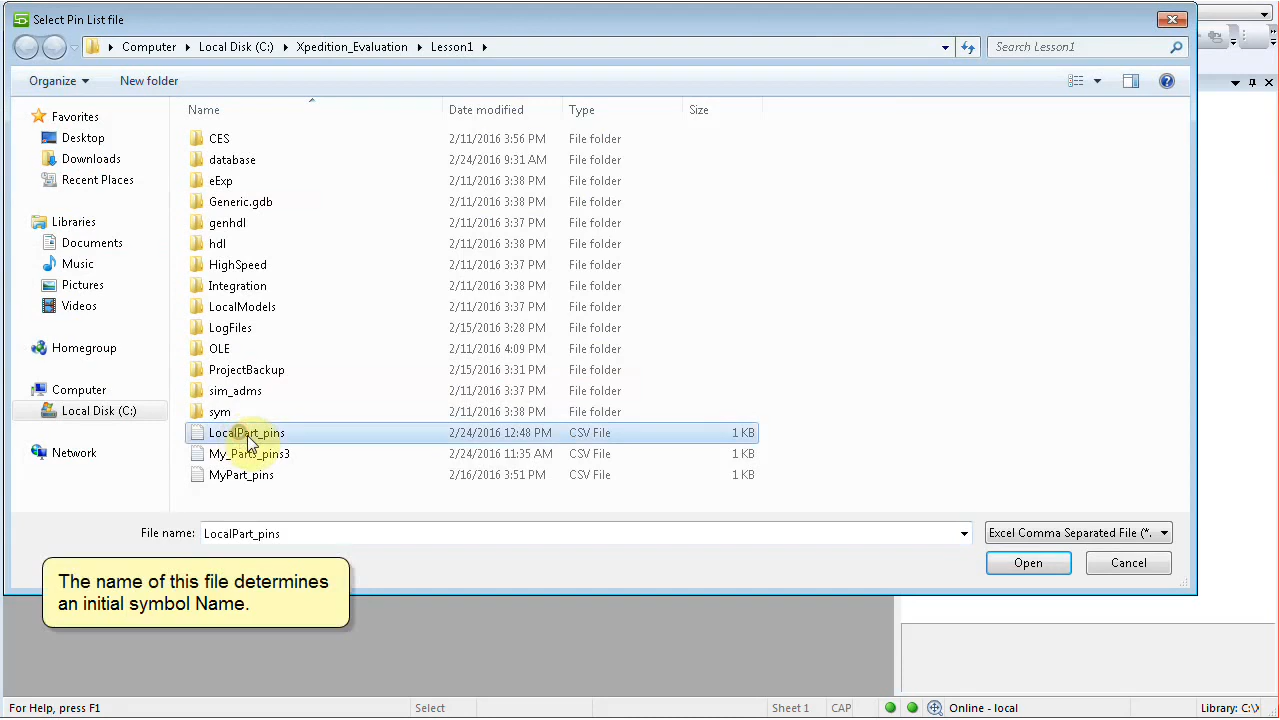 Select Pin List file
Computer Local Disk (C:) Xpedition_Evaluation Lesson1
Search Lesson1
Organize New folder
Name Date modified Type Size
Favorites
Desktop
Downloads
Recent Places
Libraries
Documents
Music
Pictures
Videos
Homegroup
Computer
Local Disk (C:)
Network
CES 2/11/2016 3:56 PM File folder
database 2/24/2016 9:31 AM File folder
eExp 2/11/2016 3:38 PM File folder
Generic.gdb 2/11/2016 3:38 PM File folder
genhdl 2/11/2016 3:37 PM File folder
hdl 2/11/2016 3:38 PM File folder
HighSpeed 2/11/2016 3:37 PM File folder
Integration 2/11/2016 3:38 PM File folder
LocalModels 2/11/2016 3:37 PM File folder
LogFiles 2/15/2016 3:28 PM File folder
OLE 2/11/2016 4:09 PM File folder
ProjectBackup 2/15/2016 3:31 PM File folder
sim_adms 2/11/2016 3:37 PM File folder
sym 2/11/2016 3:38 PM File folder
LocalPart_pins 2/24/2016 12:48 PM CSV File 1 KB
My_Parts_pins3 2/24/2016 11:35 AM CSV File 1 KB
MyPart_pins 2/16/2016 3:51 PM CSV File 1 KB
File name: LocalPart_pins Excel Comma Separated File (*.
Open Cancel
The name of this file determines
an initial symbol Name.
For Help, press F1 Select Sheet 1 CAP Online - local Library: C:\